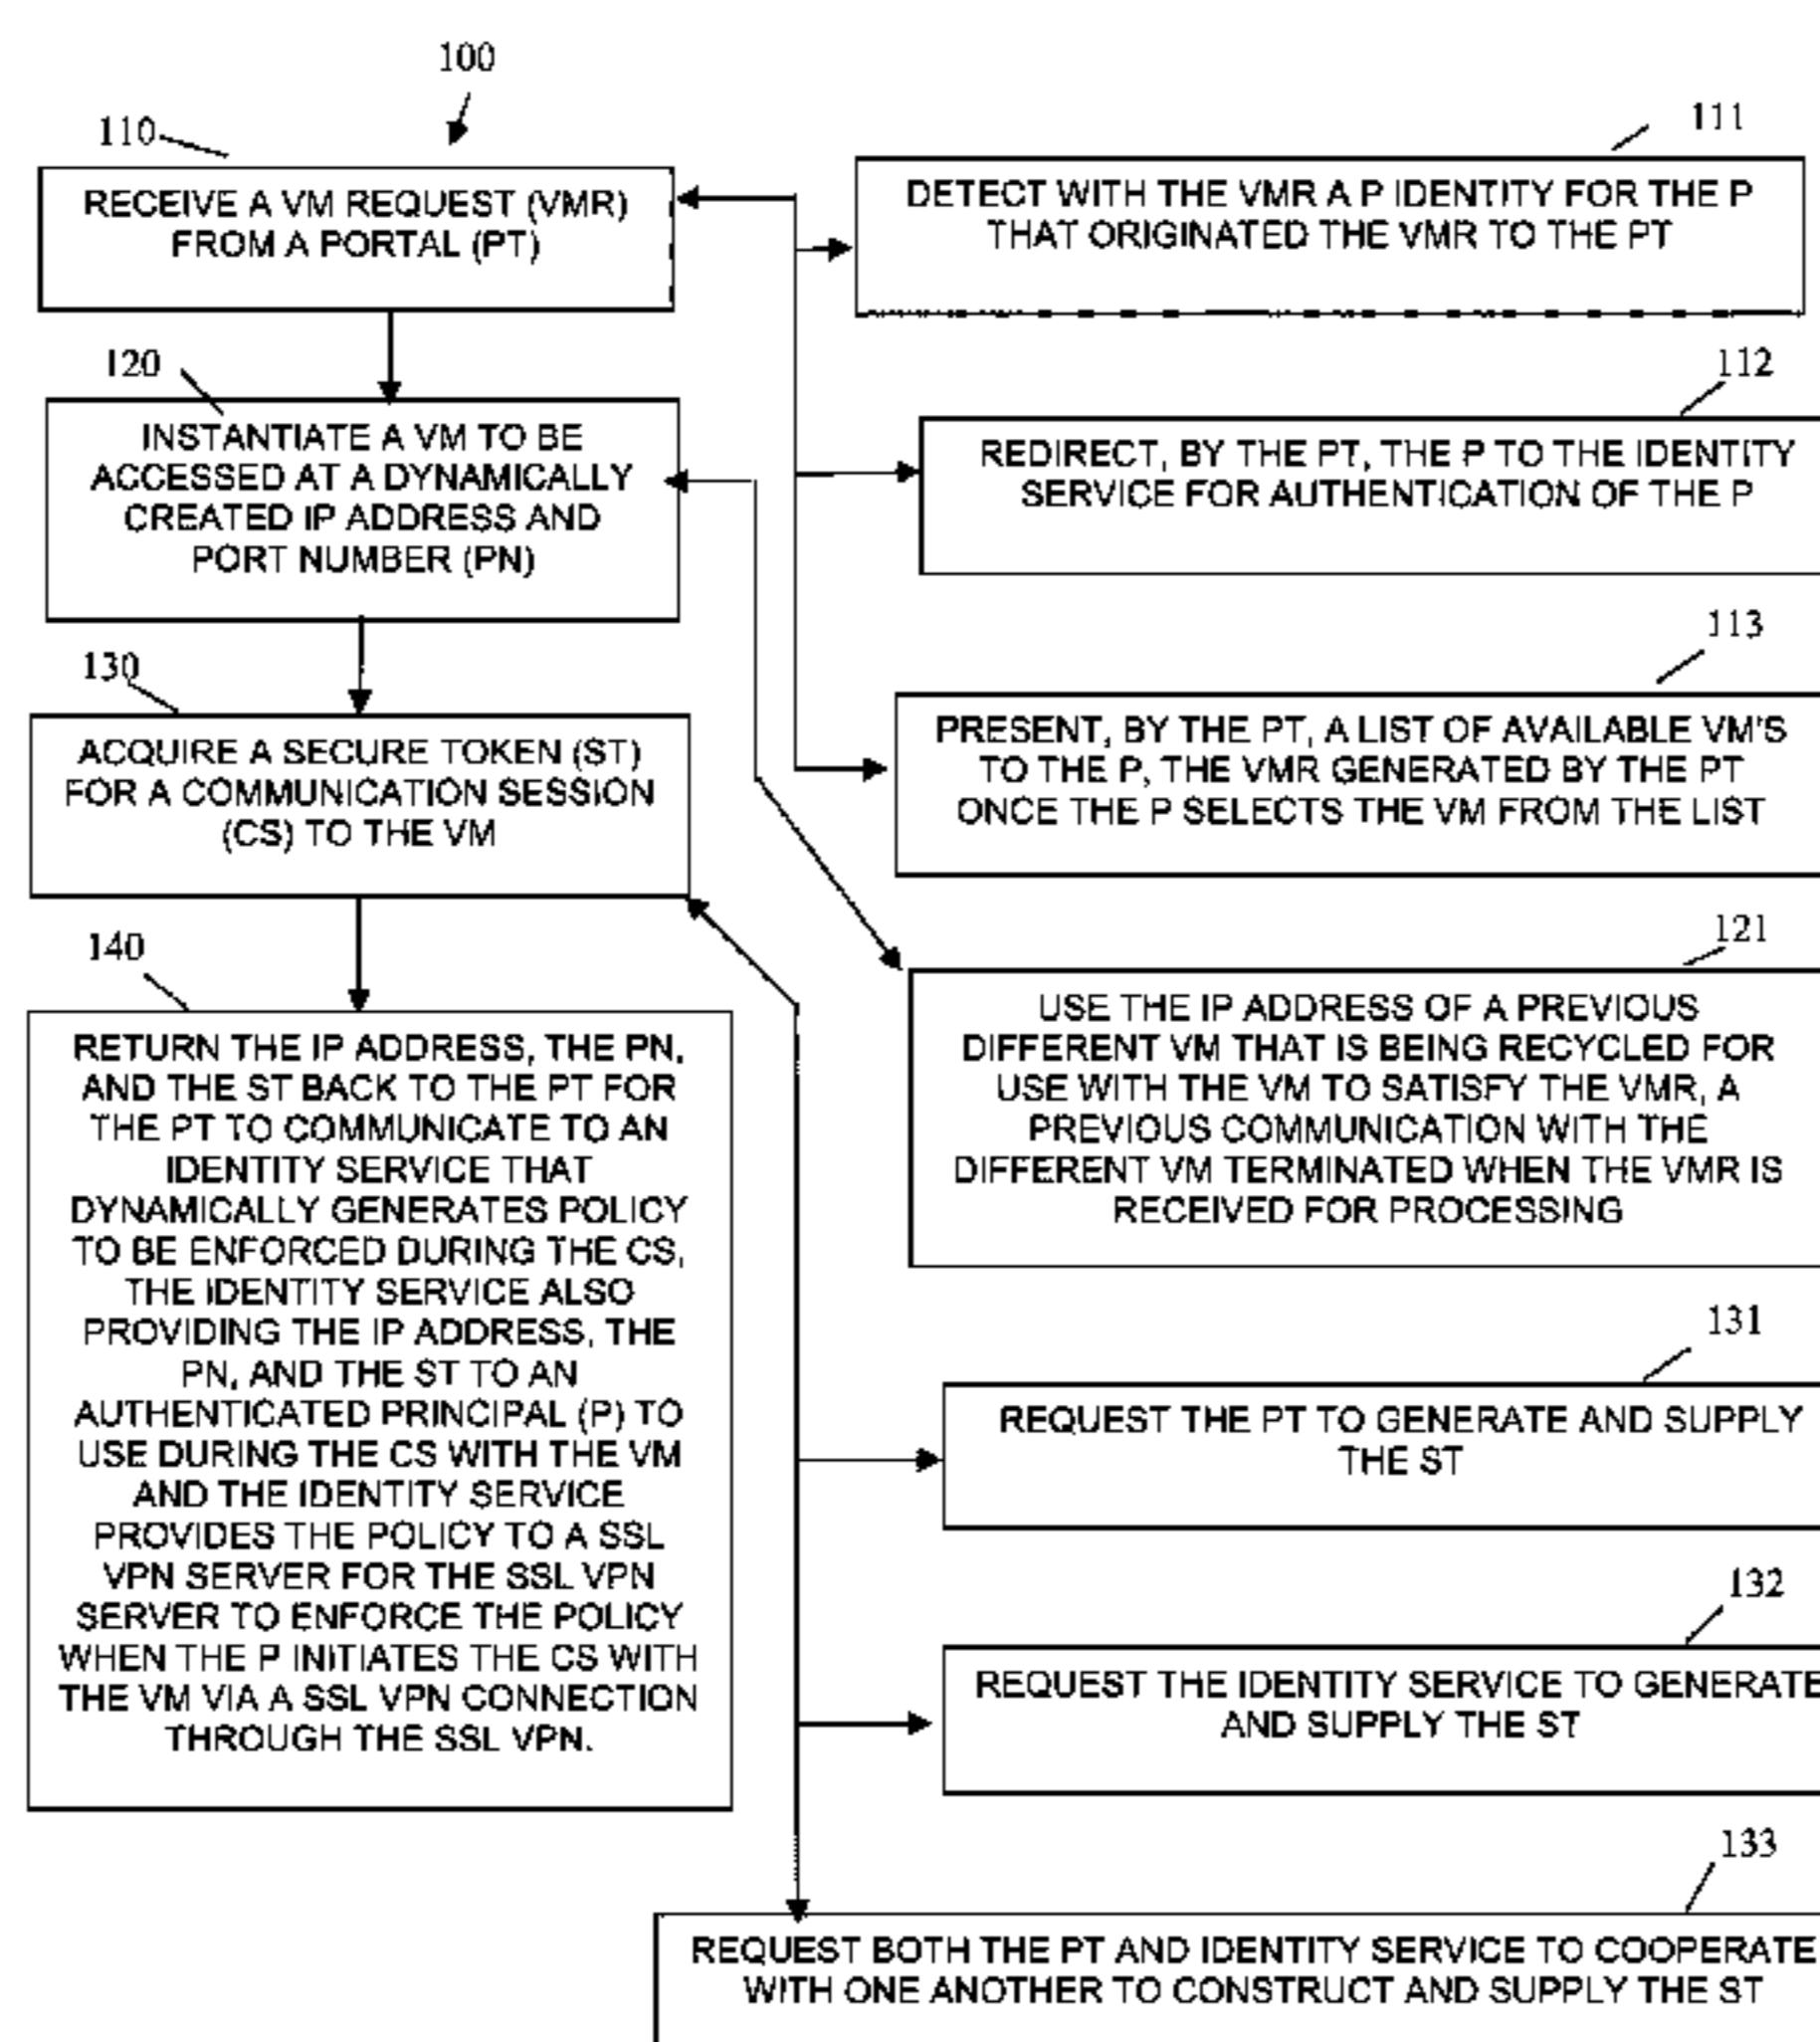 100
110
RECEIVE A VM REQUEST (VMR)
FROM A PORTAL (PT)
120
INSTANTIATE A VM TO BE
ACCESSED AT A DYNAMICALLY
CREATED IP ADDRESS AND
PORT NUMBER (PN)
130
ACQUIRE A SECURE TOKEN (ST)
FOR A COMMUNICATION SESSION
(CS) TO THE VM
140
RETURN THE IP ADDRESS, THE PN,
AND THE ST BACK TO THE PT FOR
THE PT TO COMMUNICATE TO AN
IDENTITY SERVICE THAT
DYNAMICALLY GENERATES POLICY
TO BE ENFORCED DURING THE CS,
THE IDENTITY SERVICE ALSO
PROVIDING THE IP ADDRESS, THE
PN, AND THE ST TO AN
AUTHENTICATED PRINCIPAL (P) TO
USE DURING THE CS WITH THE VM
AND THE IDENTITY SERVICE
PROVIDES THE POLICY TO A SSL
VPN SERVER FOR THE SSL VPN
SERVER TO ENFORCE THE POLICY
WHEN THE P INITIATES THE CS WITH
THE VM VIA A SSL VPN CONNECTION
THROUGH THE SSL VPN.
111
DETECT WITH THE VMR A P IDENTITY FOR THE P
THAT ORIGINATED THE VMR TO THE PT
112
REDIRECT, BY THE PT, THE P TO THE IDENTITY
SERVICE FOR AUTHENTICATION OF THE P
113
PRESENT, BY THE PT, A LIST OF AVAILABLE VM'S
TO THE P, THE VMR GENERATED BY THE PT
ONCE THE P SELECTS THE VM FROM THE LIST
121
USE THE IP ADDRESS OF A PREVIOUS
DIFFERENT VM THAT IS BEING RECYCLED FOR
USE WITH THE VM TO SATISFY THE VMR, A
PREVIOUS COMMUNICATION WITH THE
DIFFERENT VM TERMINATED WHEN THE VMR IS
RECEIVED FOR PROCESSING
131
REQUEST THE PT TO GENERATE AND SUPPLY
THE ST
132
REQUEST THE IDENTITY SERVICE TO GENERATE
AND SUPPLY THE ST
133
REQUEST BOTH THE PT AND IDENTITY SERVICE TO COOPERATE
WITH ONE ANOTHER TO CONSTRUCT AND SUPPLY THE ST